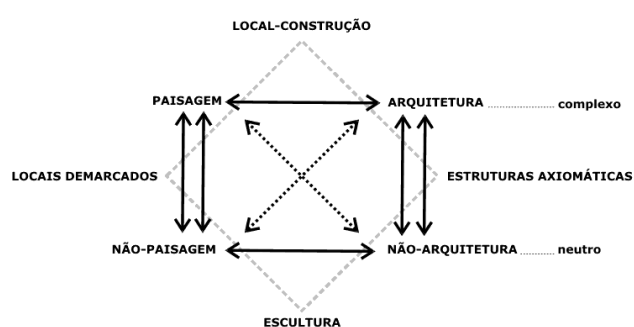 LOCAL-CONSTRUÇÃO
PAISAGEM
ARQUITETURA ........................ complexo
LOCAIS DEMARCADOS
ESTRUTURAS AXIOMÁTICAS
NÃO-PAISAGEM
NÃO-ARQUITETURA ............ neutro
ESCULTURA